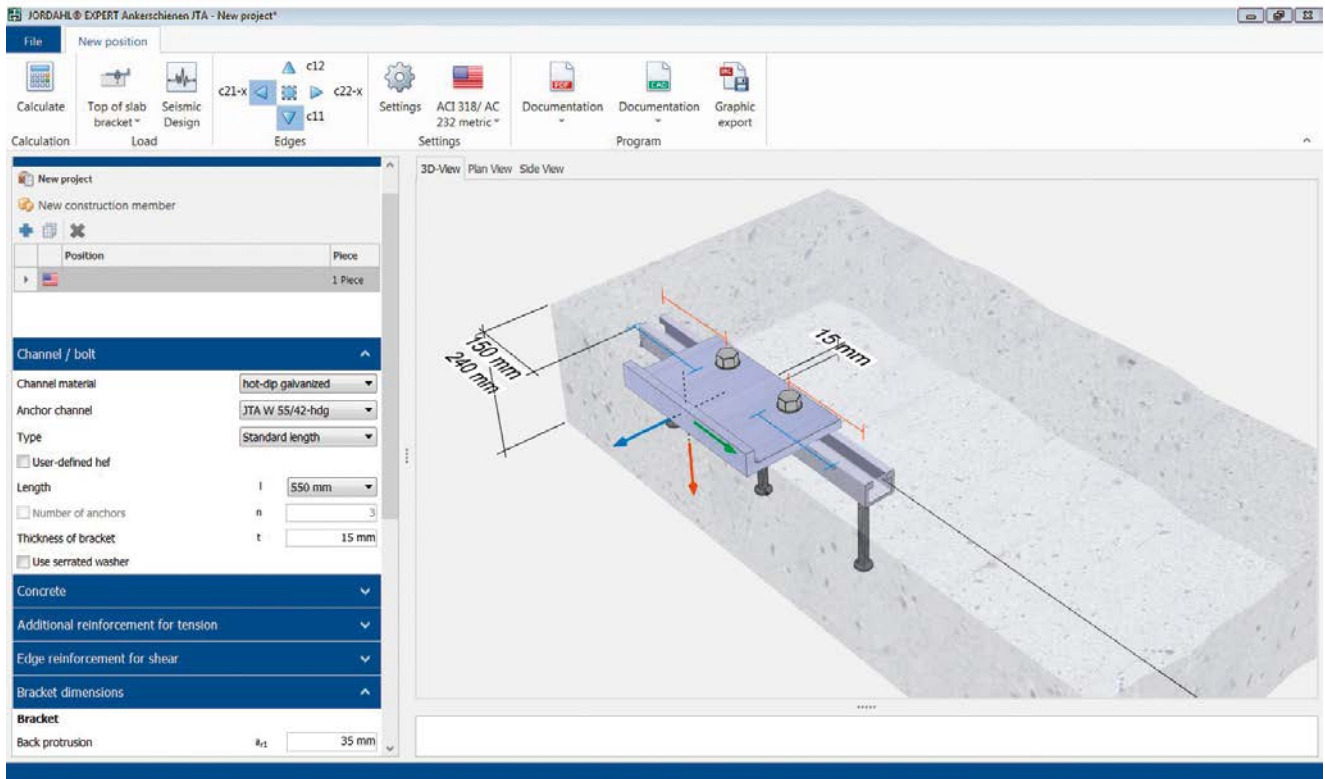 JORDAHL® EXPERT Ankerschienen JTA - New project*
File
New position
Calculate
Calculation
Top of slab
bracket
Seismic
Design
Load
c12
c21-x
c22-x
c11
Edges
Settings
ACI 318/ AC
232 metric
Settings
PDF
Documentation
CAD
Documentation
Graphic
export
Program
New project
New construction member
Position Piece
1 Piece
Channel / bolt
Channel material hot-dip galvanized
Anchor channel JTA W 55/42-hdg
Type Standard length
User-defined hef
Length l 550 mm
Number of anchors n 3
Thickness of bracket t 15 mm
Use serrated washer
Concrete
Additional reinforcement for tension
Edge reinforcement for shear
Bracket dimensions
Bracket
Back protrusion ar1 35 mm
3D-View Plan View Side View
150 mm
240 mm
15 mm